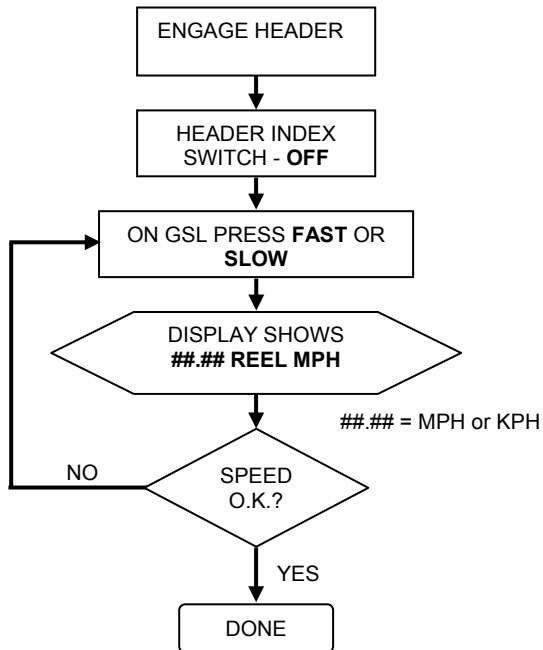 ENGAGE HEADER
HEADER INDEX
SWITCH - OFF
ON GSL PRESS FAST OR
SLOW
DISPLAY SHOWS
##.## REEL MPH
##.## = MPH or KPH
NO
SPEED
O.K.?
YES
DONE